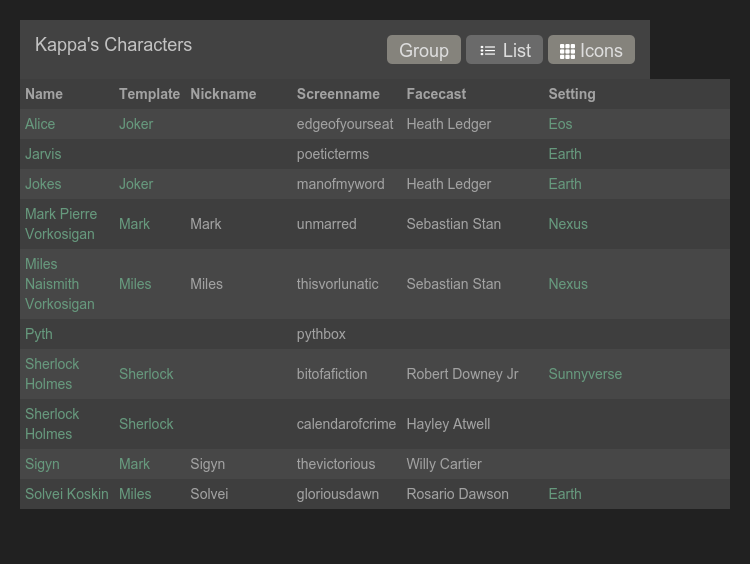 Kappa's Characters
Group List Icons
Name Template Nickname Screenname Facecast Setting
Alice Joker edgeofyourseat Heath Ledger Eos
Jarvis poeticterms Earth
Jokes Joker manofmyword Heath Ledger Earth
Mark Pierre
Vorkosigan Mark Mark unmarred Sebastian Stan Nexus
Miles
Naismith
Vorkosigan Miles Miles thisvorlunatic Sebastian Stan Nexus
Pyth pythbox
Sherlock
Holmes Sherlock bitofafiction Robert Downey Jr Sunnyverse
Sherlock
Holmes Sherlock calendarofcrime Hayley Atwell
Sigyn Mark Sigyn thevictorious Willy Cartier
Solvei Koskin Miles Solvei gloriousdawn Rosario Dawson Earth